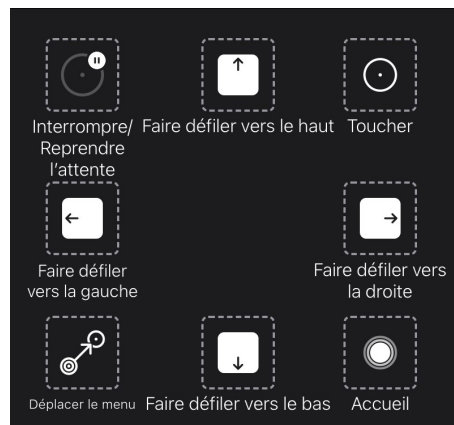 Interrompre/
Reprendre
l'attente
Faire défiler vers le haut
Toucher
Faire défiler
vers la gauche
Faire défiler vers
la droite
Déplacer le menu
Faire défiler vers le bas
Accueil